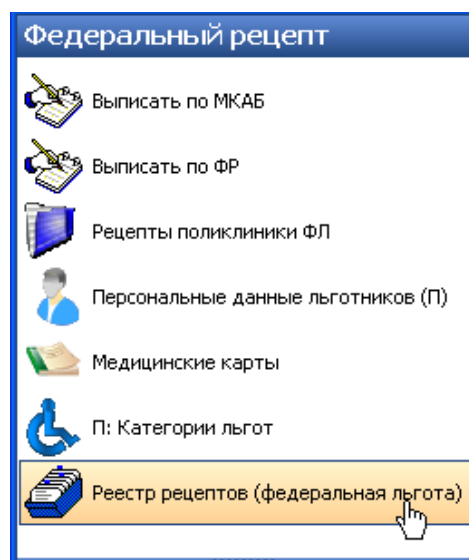 Федеральный рецепт
Выписать по МКАБ
Выписать по ФР
Рецепты поликлиники ФЛ
Персональные данные льготников (П)
Медицинские карты
П: Категории льгот
Реестр рецептов (федеральная льгота)